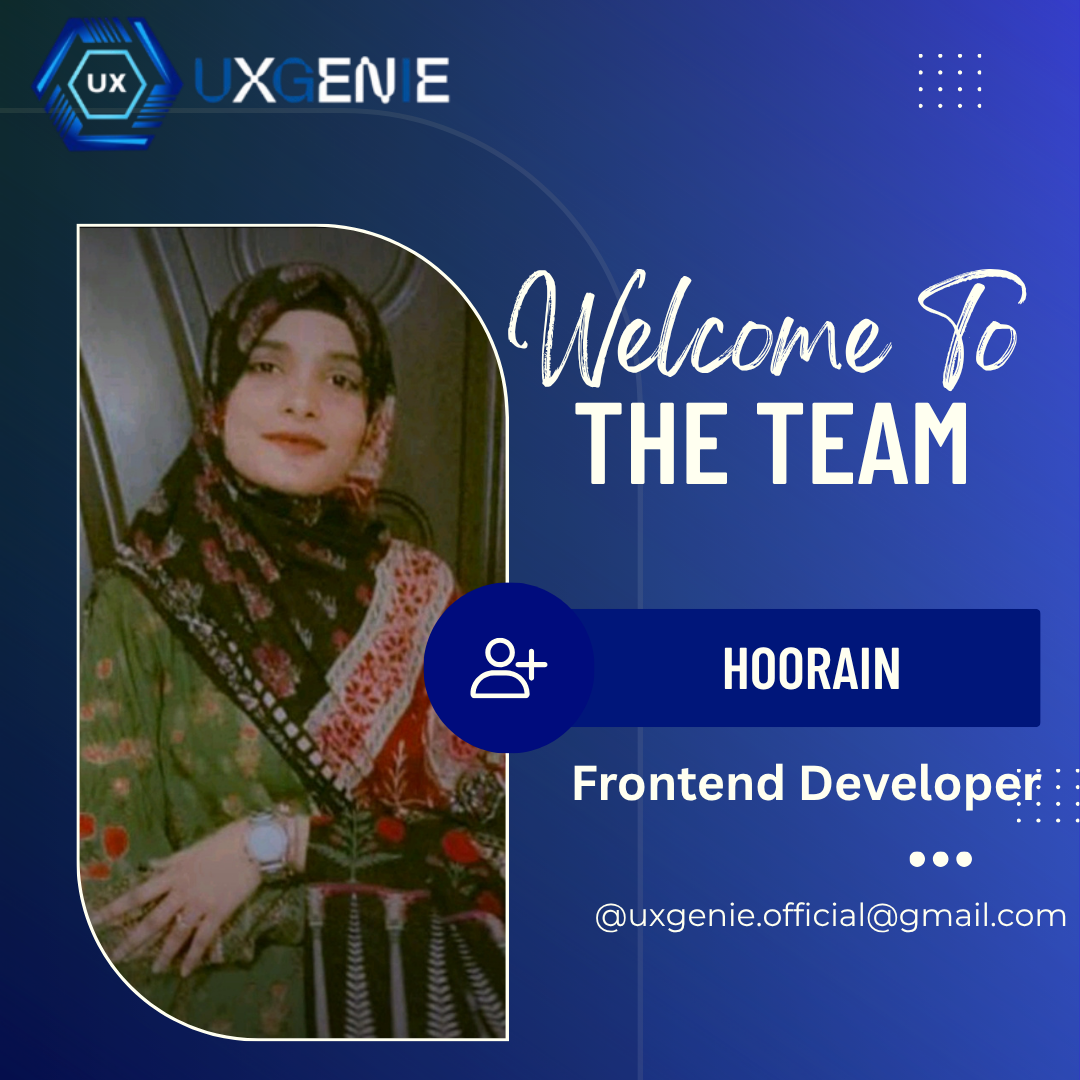 UX
UXGENIE
Welcome To
THE TEAM
HOORAIN
Frontend Developer
@uxgenie.official@gmail.com